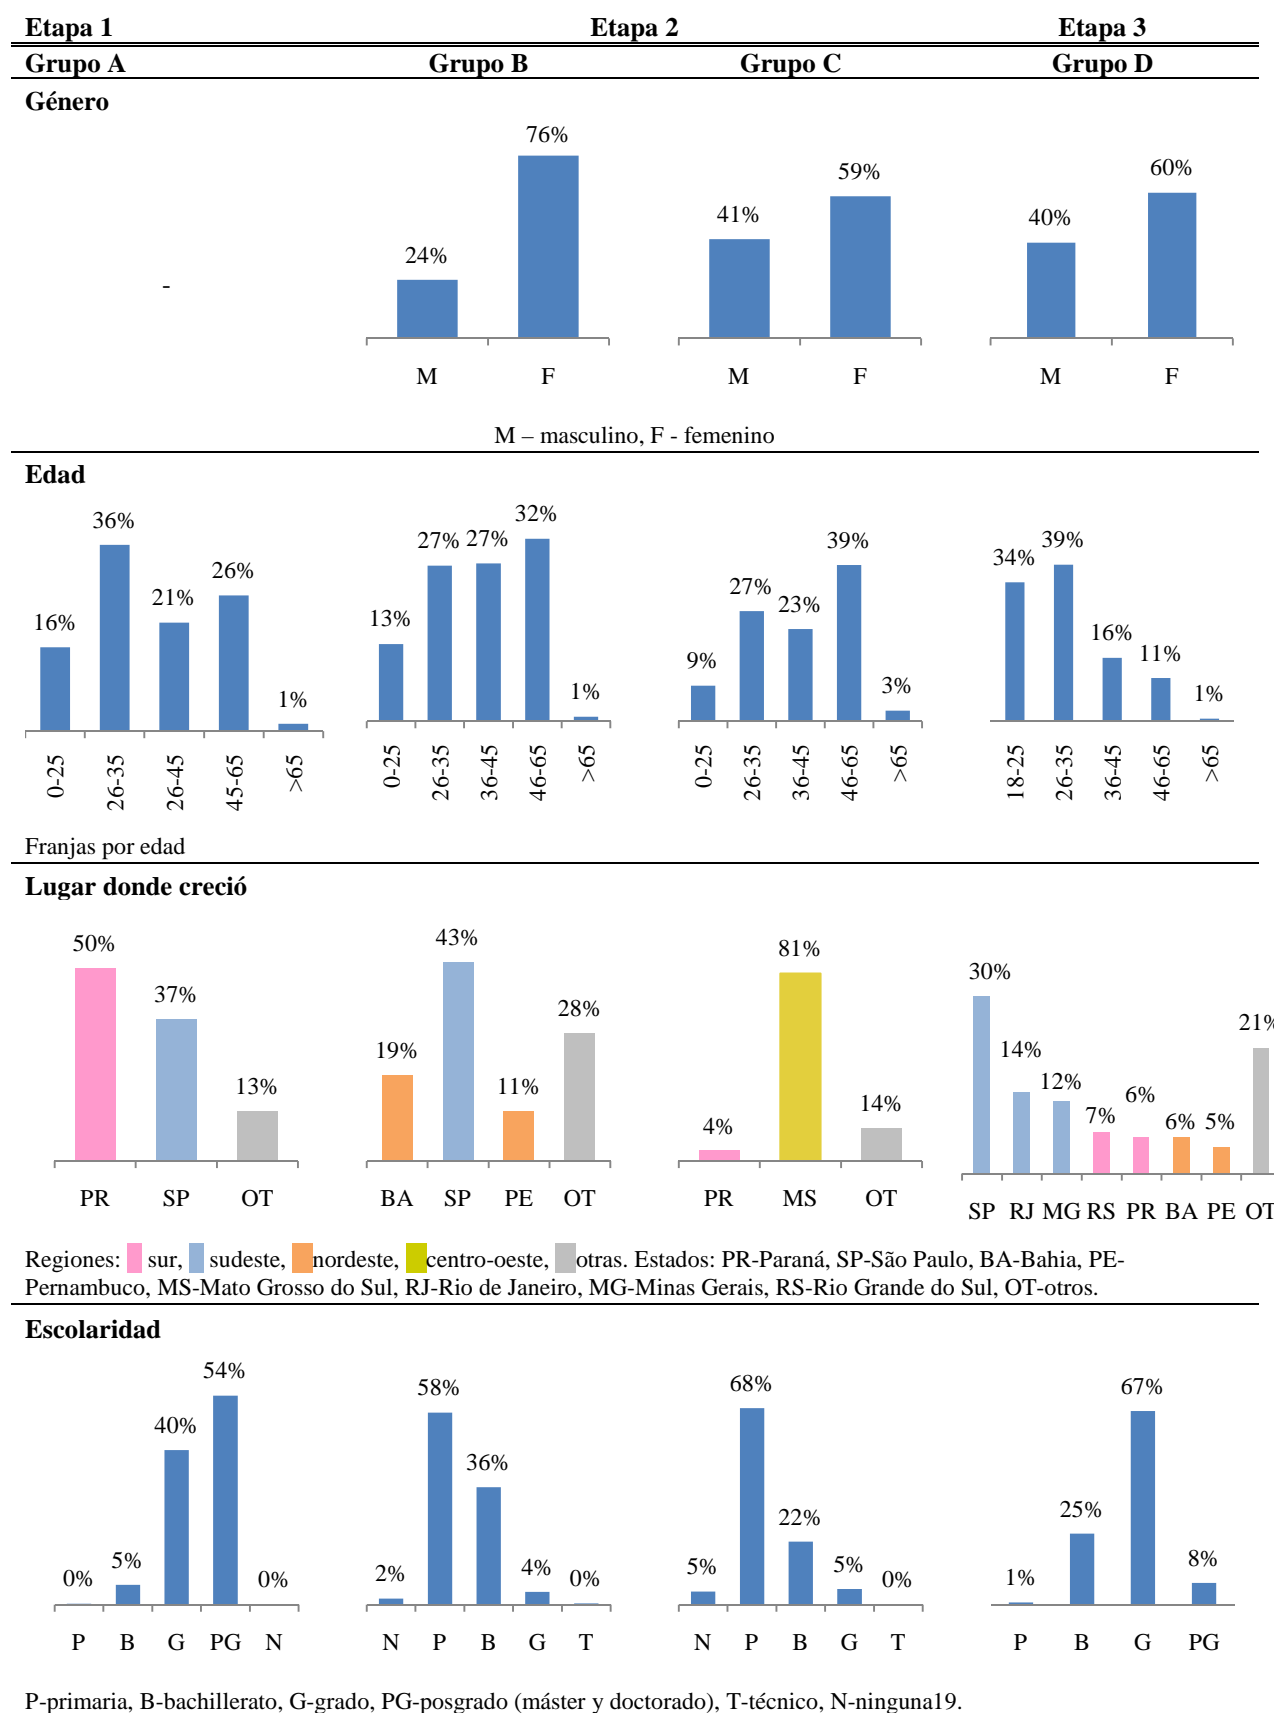 Etapa 1 Etapa 2 Etapa 3
Grupo A Grupo B Grupo C Grupo D
Género
-
24% 76%
M F
41% 59%
M F
40% 60%
M F
M – masculino, F - femenino
Edad
16% 36% 21% 26% 1%
0-25 26-35 26-45 45-65 >65
13% 27% 27% 32% 1%
0-25 26-35 36-45 46-65 >65
9% 27% 23% 39% 3%
0-25 26-35 36-45 46-65 >65
34% 39% 16% 11% 1%
18-25 26-35 36-45 46-65 >65
Franjas por edad
Lugar donde creció
50% 37% 13%
PR SP OT
19% 43% 11% 28%
BA SP PE OT
4% 81% 14%
PR MS OT
30% 14% 12% 7% 6% 6% 5% 21%
SP RJ MG RS PR BA PE OT
Regiones: sur, sudeste, nordeste, centro-oeste, otras. Estados: PR-Paraná, SP-São Paulo, BA-Bahia, PE-
Pernambuco, MS-Mato Grosso do Sul, RJ-Rio de Janeiro, MG-Minas Gerais, RS-Rio Grande do Sul, OT-otros.
Escolaridad
0% 5% 40% 54% 0%
P B G PG N
2% 58% 36% 4% 0%
N P B G T
5% 68% 22% 5% 0%
N P B G T
1% 25% 67% 8%
P B G PG
P-primaria, B-bachillerato, G-grado, PG-posgrado (máster y doctorado), T-técnico, N-ninguna19.